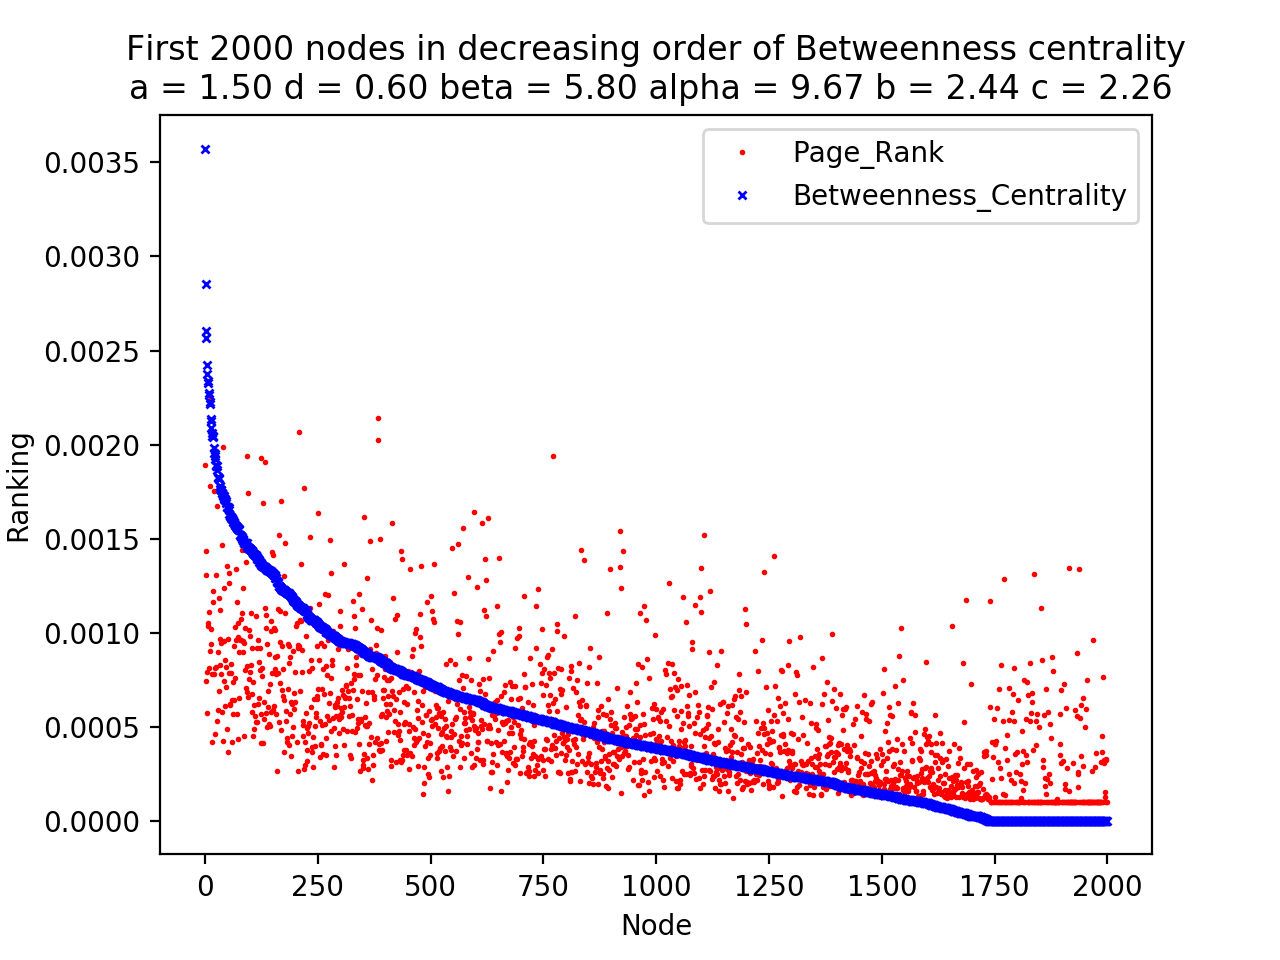 First 2000 nodes in decreasing order of Betweenness centrality
a = 1.50 d = 0.60 beta = 5.80 alpha = 9.67 b = 2.44 c = 2.26
Page_Rank
Betweenness_Centrality
0.0035
0.0030
0.0025
0.0020
0.0015
0.0010
0.0005
0.0000
Ranking
0 250 500 750 1000 1250 1500 1750 2000
Node